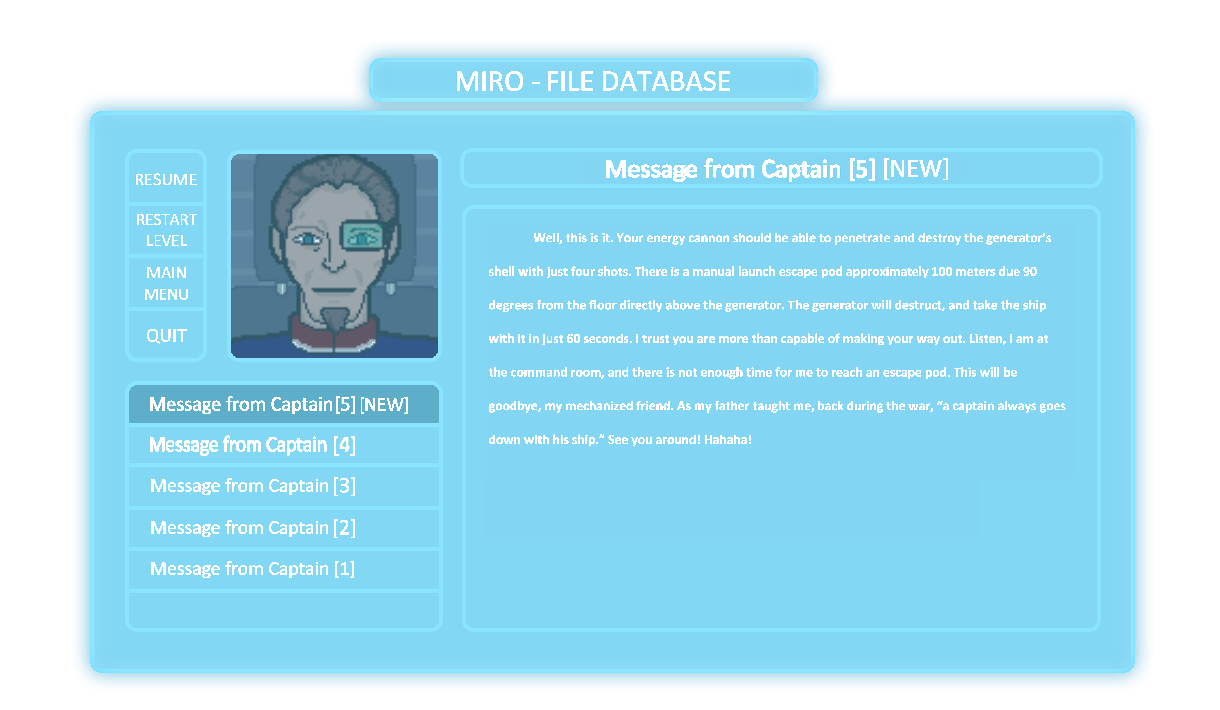 MIRO - FILE DATABASE
RESUME
RESTART
LEVEL
MAIN
MENU
QUIT
Message from Captain[5] [NEW]
Message from Captain [4]
Message from Captain [3]
Message from Captain [2]
Message from Captain [1]
Message from Captain [5] [NEW]
Well, this is it. Your energy cannon should be able to penetrate and destroy the generator's
shell with just four shots. There is a manual launch escape pod approximately 100 meters due 90
degrees from the floor directly above the generator. The generator will destruct, and take the ship
with it in just 60 seconds. I trust you are more than capable of making your way out. Listen, I am at
the command room, and there is not enough time for me to reach an escape pod. This will be
goodbye, my mechanized friend. As my father taught me, back during the war, “a captain always goes
down with his ship.” See you around! Hahaha!